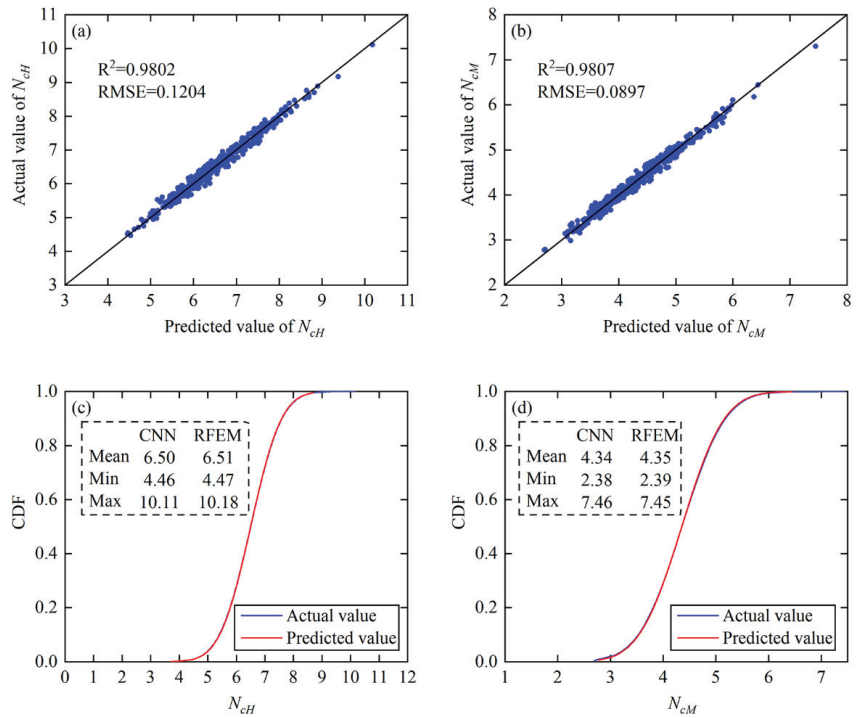 (a)
R²=0.9802
RMSE=0.1204
11
10
9
8
7
6
5
4
3
Actual value of N_cH
3 4 5 6 7 8 9 10 11
Predicted value of N_cH
(b)
R²=0.9807
RMSE=0.0897
8
7
6
5
4
3
2
Actual value of N_cM
2 3 4 5 6 7 8
Predicted value of N_cM
(c)
CNN RFEM
Mean 6.50 6.51
Min 4.46 4.47
Max 10.11 10.18
1.0
0.8
0.6
0.4
0.2
0.0
CDF
Actual value
Predicted value
0 1 2 3 4 5 6 7 8 9 10 11 12
N_cH
(d)
CNN RFEM
Mean 4.34 4.35
Min 2.38 2.39
Max 7.46 7.45
1.0
0.8
0.6
0.4
0.2
0.0
CDF
Actual value
Predicted value
1 2 3 4 5 6 7
N_cM